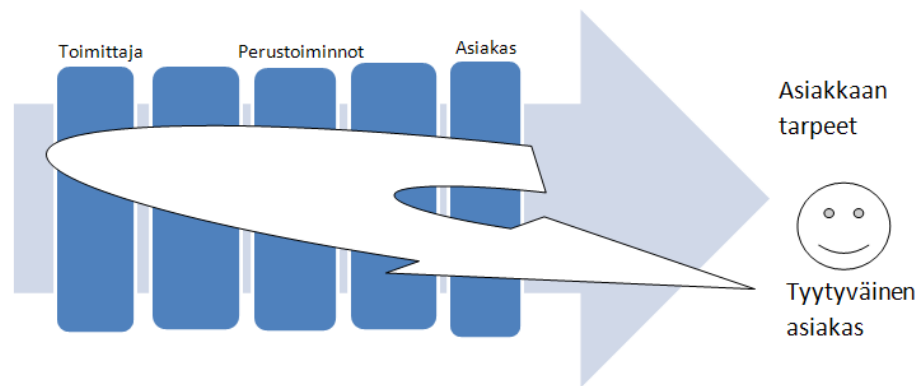 Toimittaja
Perustoiminnot
Asiakas
Asiakkaan
tarpeet
Tyytyväinen
asiakas